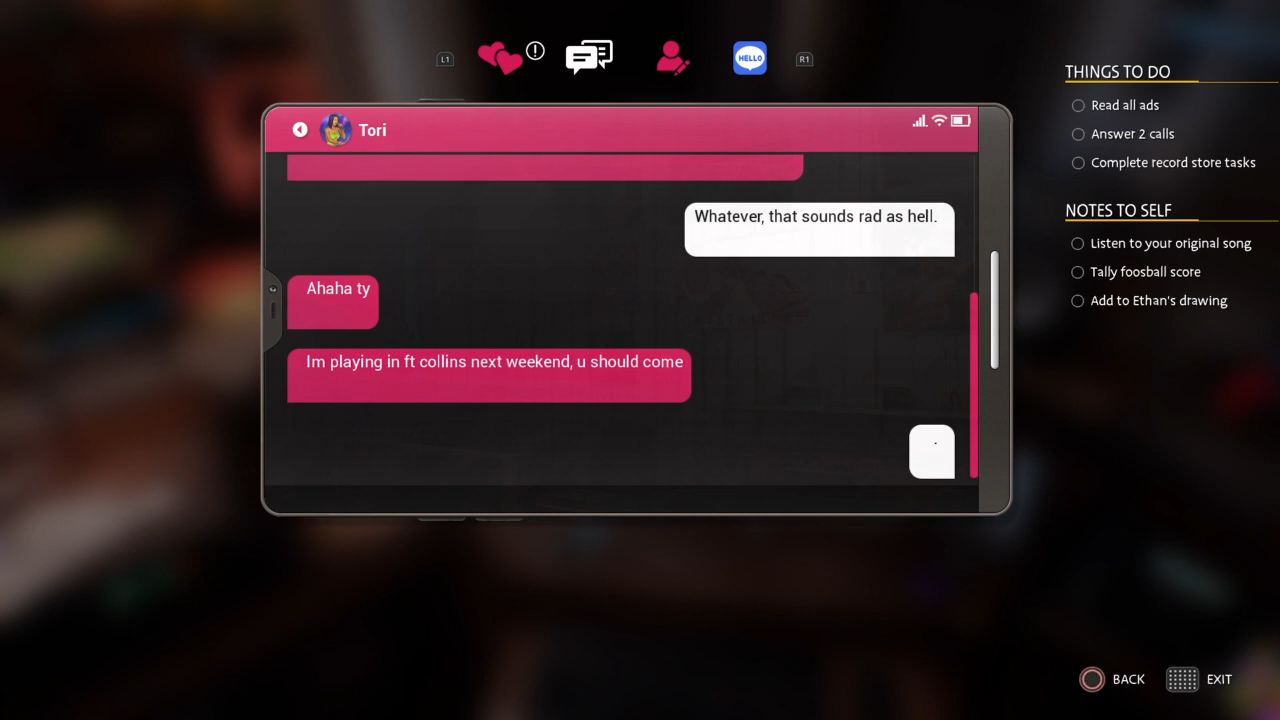 L1
HELLO
R1
Tori
Whatever, that sounds rad as hell.
Ahaha ty
Im playing in ft collins next weekend, u should come
.
THINGS TO DO
Read all ads
Answer 2 calls
Complete record store tasks
NOTES TO SELF
Listen to your original song
Tally foosball score
Add to Ethan's drawing
BACK
EXIT